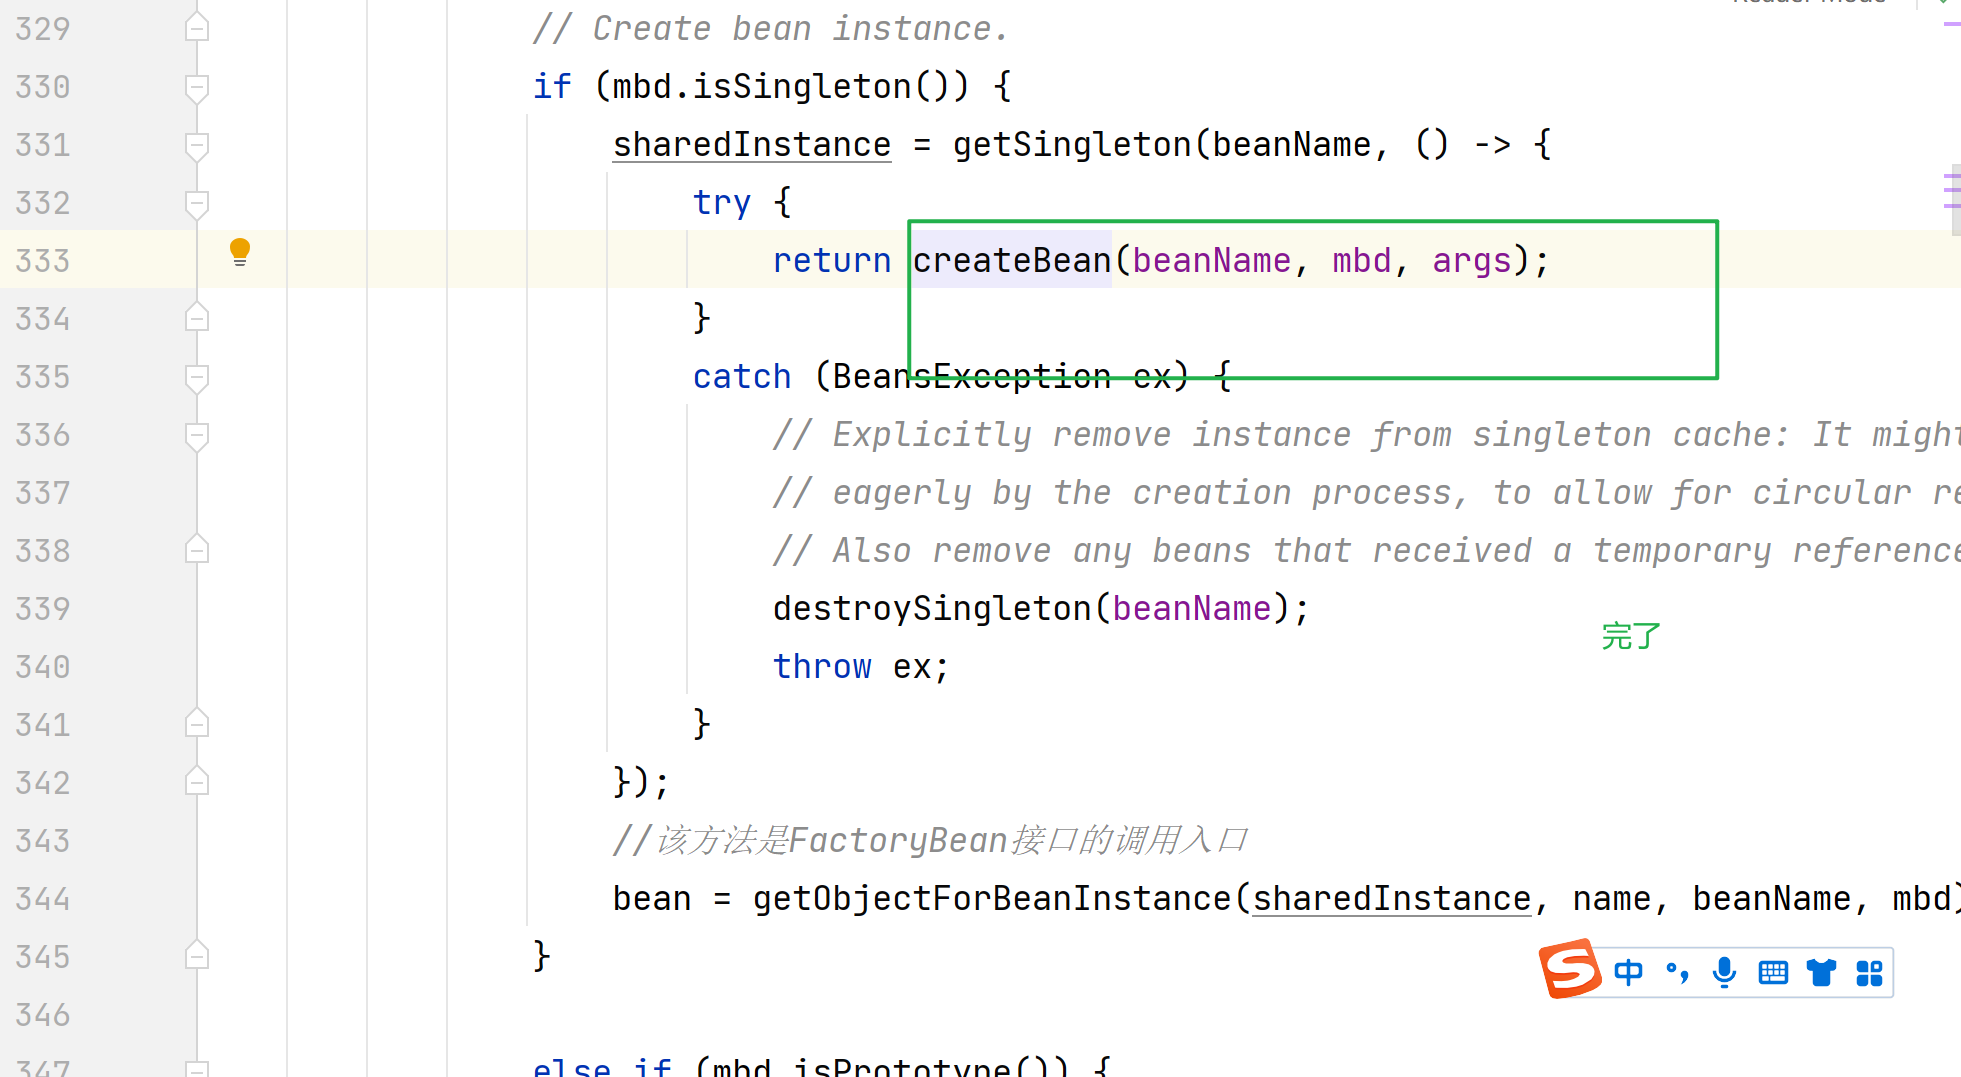 Reader Mode
329 // Create bean instance.
330 if (mbd.isSingleton()) {
331 sharedInstance = getSingleton(beanName, () -> {
332 try {
333 return createBean(beanName, mbd, args);
334 }
335 catch (BeansException ex) {
336 // Explicitly remove instance from singleton cache: It might
337 // eagerly by the creation process, to allow for circular re
338 // Also remove any beans that received a temporary reference
339 destroySingleton(beanName);
完了
340 throw ex;
341 }
342 });
343 //该方法是FactoryBean接口的调用入口
344 bean = getObjectForBeanInstance(sharedInstance, name, beanName, mbd)
345 }
中
346
347 else if (mbd.isPrototype()) {